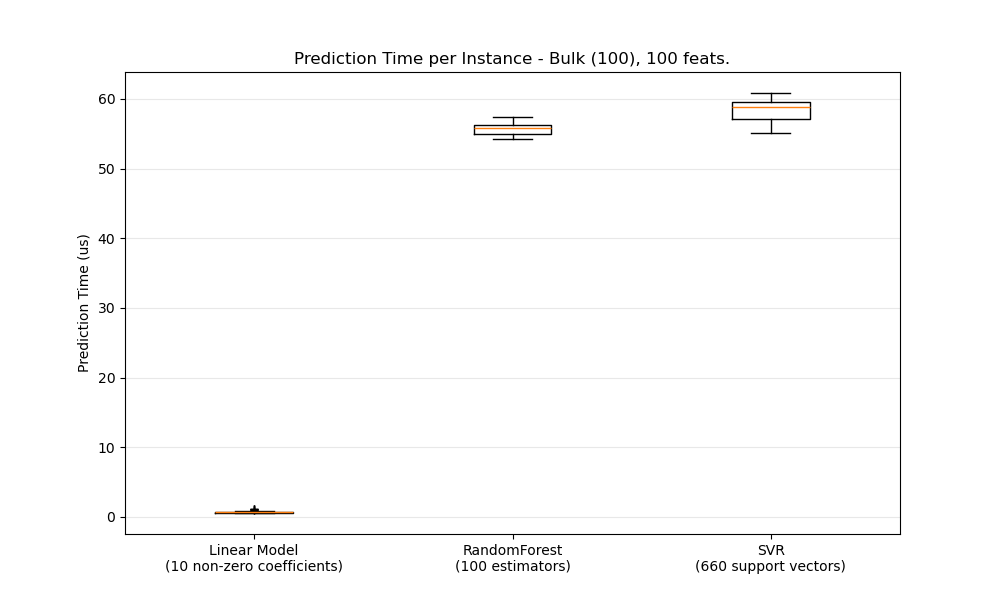 Prediction Time per Instance - Bulk (100), 100 feats.
Prediction Time (us)
60
50
40
30
20
10
0
Linear Model
(10 non-zero coefficients)
RandomForest
(100 estimators)
SVR
(660 support vectors)